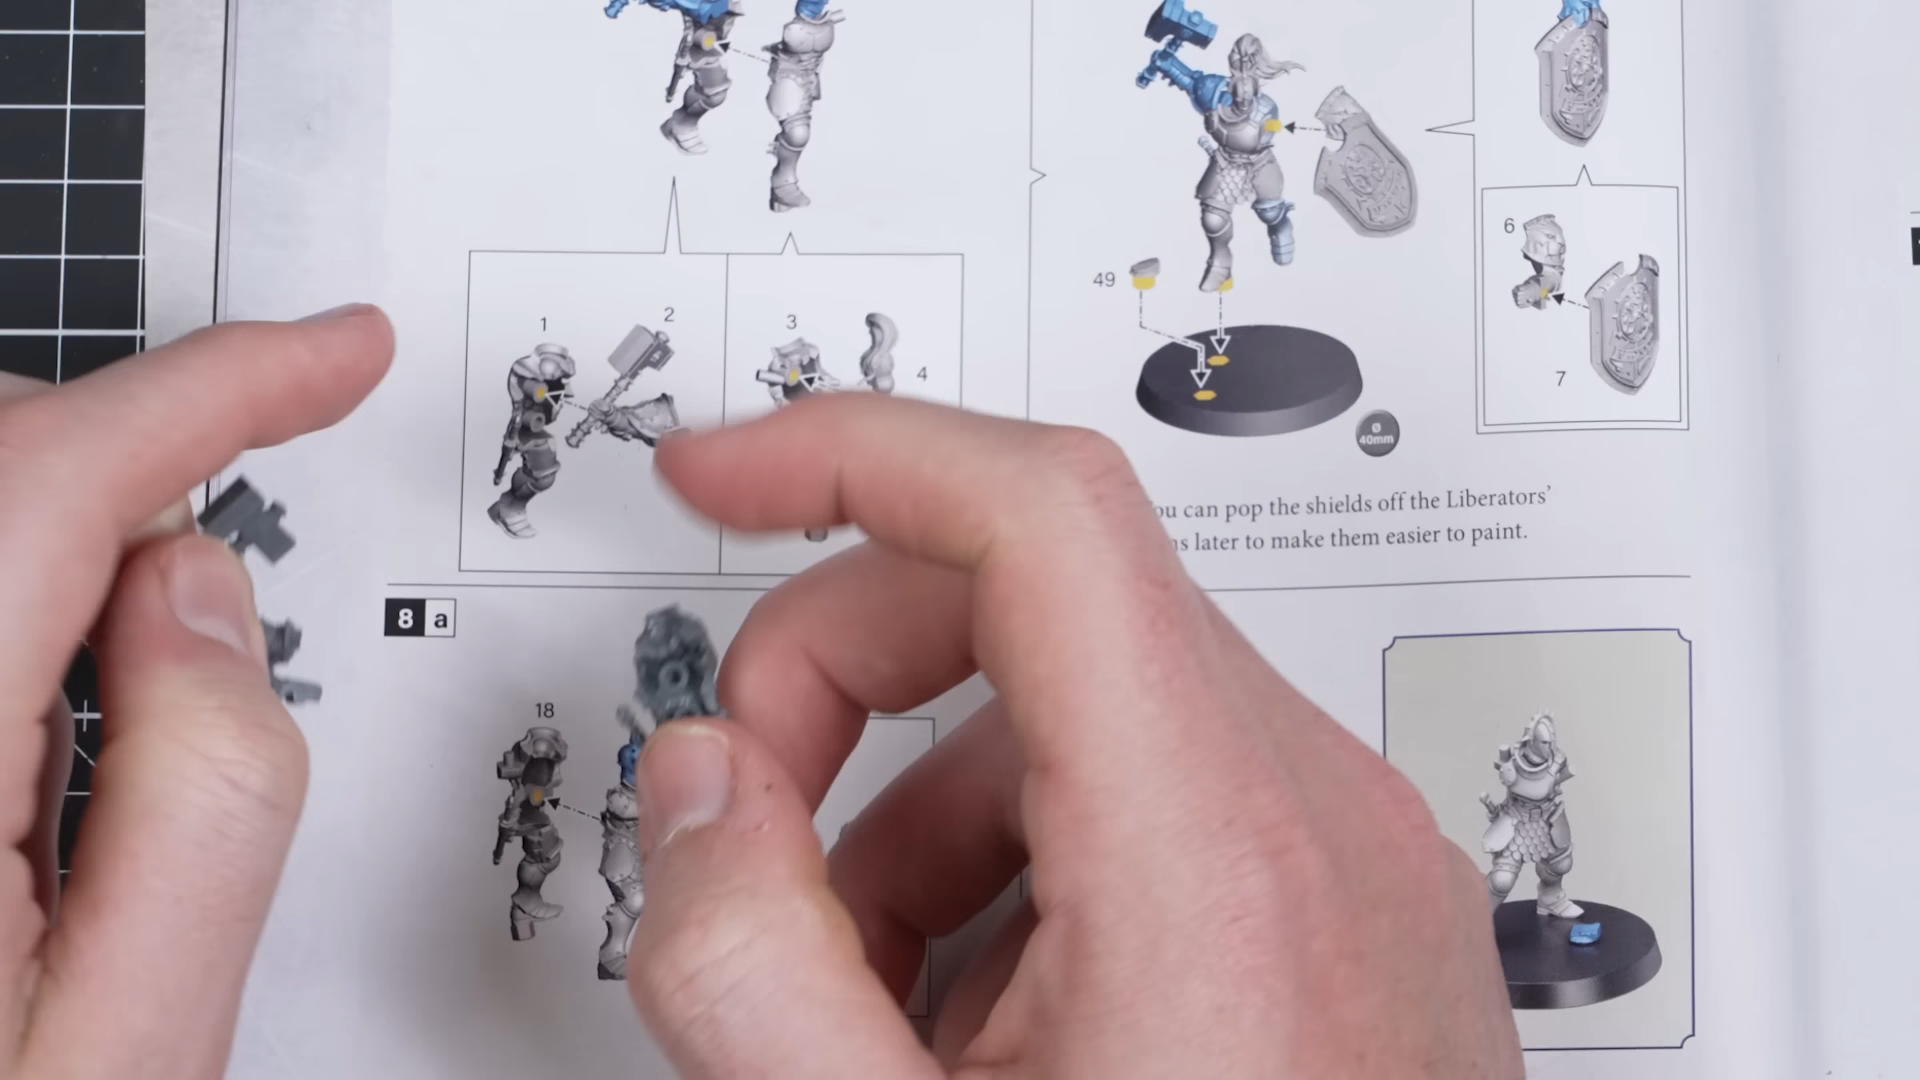 6
49
1
2
3
4
7
Ø
40mm
can pop the shields off the Liberators'
later to make them easier to paint.
8 a
18